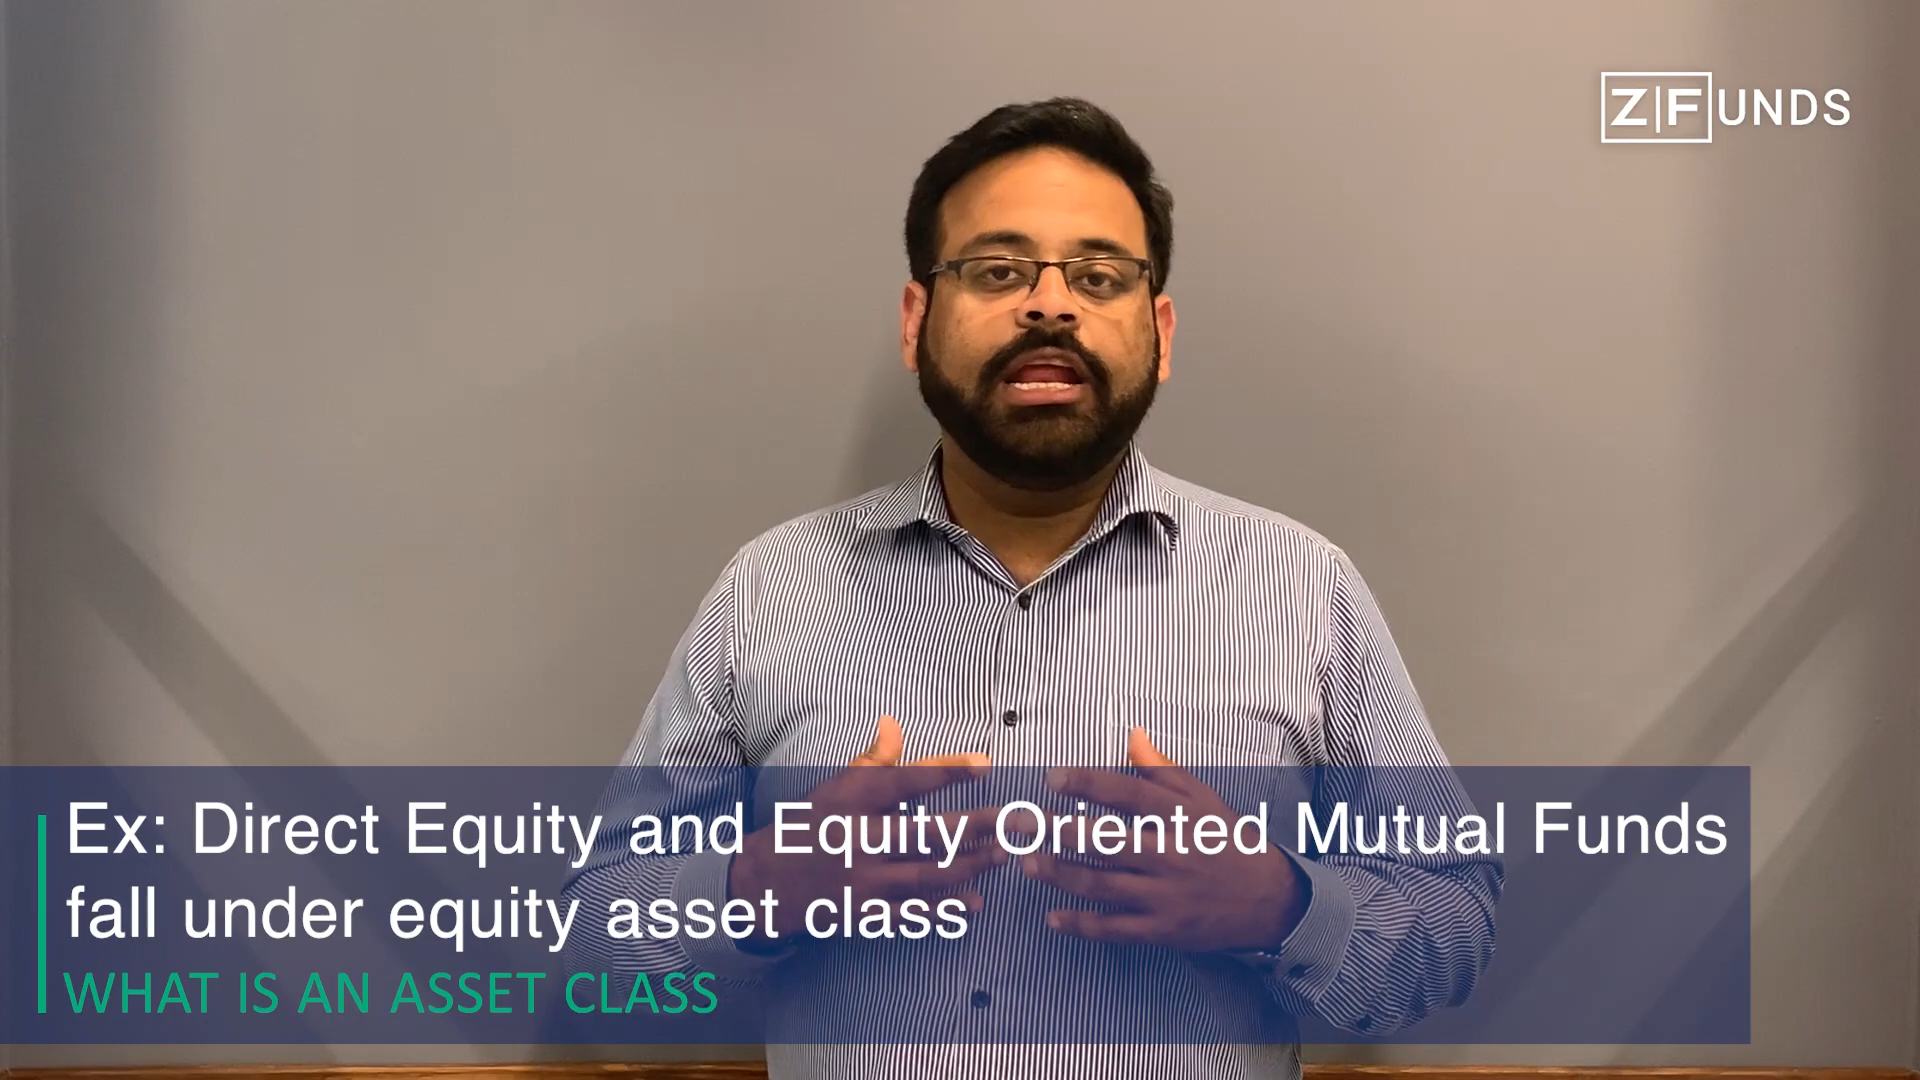 Z|FUNDS
Ex: Direct Equity and Equity Oriented Mutual Funds
fall under equity asset class
WHAT IS AN ASSET CLASS